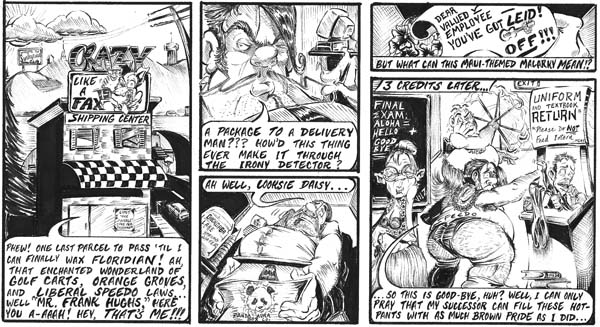 CRAZY
LIKE
A
FAX
SHIPPING CENTER
PHEW! ONE LAST PARCEL TO PASS 'TIL I
CAN FINALLY WAX FLORIDIAN! AH,
THAT ENCHANTED WONDERLAND OF
GOLF CARTS, ORANGE GROVES,
AND LIBERAL SPEEDO LAWS...
WELL "MR. FRANK HUGHS," HERE
YOU A-AAAH! HEY, THAT'S ME!!!
A PACKAGE TO A DELIVERY
MAN??? HOW'D THIS THING
EVER MAKE IT THROUGH
THE IRONY DETECTOR?
AH WELL, LOOKSIE DAISY...
DEAR
VALUED
EMPLOYEE
YOU'VE GOT LEID!
OFF!!!
BUT WHAT CAN THIS MAUI-THEMED MALARKY MEAN!?
3 CREDITS LATER...
EXIT
FINAL
EXAM:
ALOHA =
HELLO
+
GOOD
BYE
UNIFORM
AND TEXTBOOK
RETURN
"Please Do NOT
Feed Intern"
...SO THIS IS GOOD-BYE, HUH? WELL, I CAN ONLY
PRAY THAT MY SUCCESSOR CAN FILL THESE HOT-
PANTS WITH AS MUCH BROWN PRIDE AS I DID...